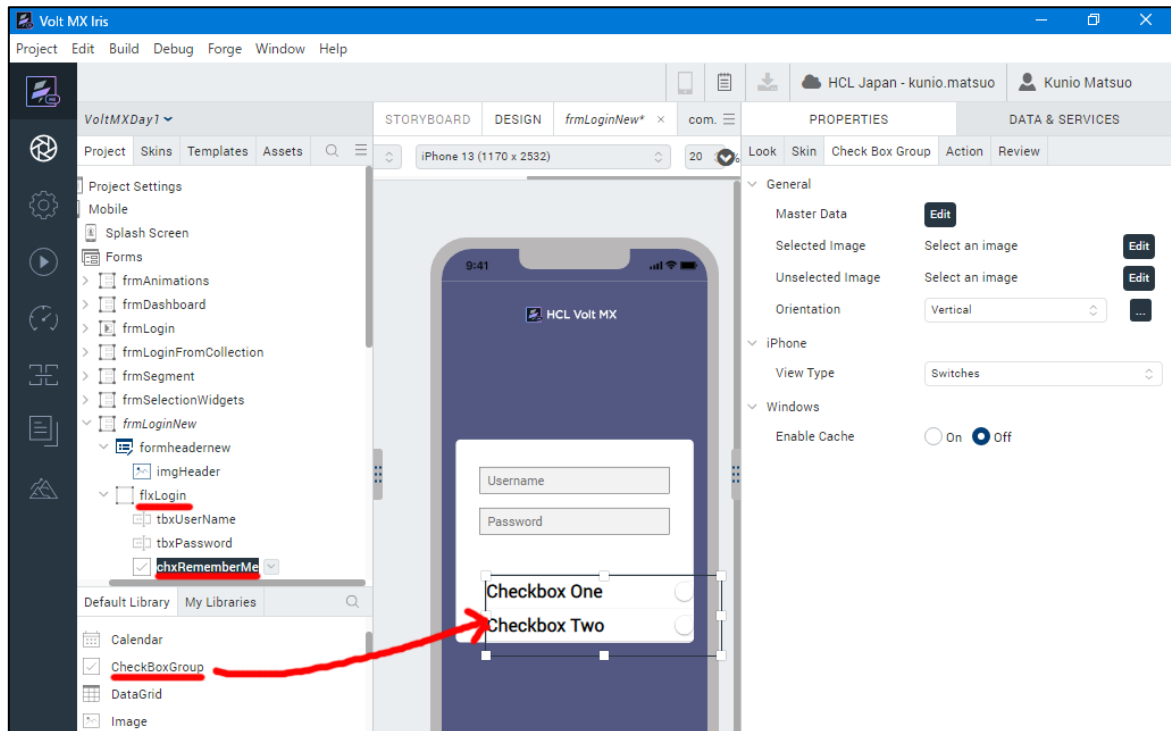 Volt MX Iris
Project Edit Build Debug Forge Window Help
HCL Japan - kunio.matsuo Kunio Matsuo
VoltMXDay1
Project Skins Templates Assets
Project Settings
Mobile
Splash Screen
Forms
frmAnimations
frmDashboard
frmLogin
frmLoginFromCollection
frmSegment
frmSelectionWidgets
frmLoginNew
formheadernew
imgHeader
flxLogin
tbxUserName
tbxPassword
chxRememberMe
Default Library My Libraries
Calendar
CheckBoxGroup
DataGrid
Image
STORYBOARD DESIGN frmLoginNew* × com.
iPhone 13 (1170 x 2532) 20 %
9:41
HCL Volt MX
Username
Password
Checkbox One
Checkbox Two
PROPERTIES DATA & SERVICES
Look Skin Check Box Group Action Review
General
Master Data Edit
Selected Image Select an image Edit
Unselected Image Select an image Edit
Orientation Vertical ...
iPhone
View Type Switches
Windows
Enable Cache On Off